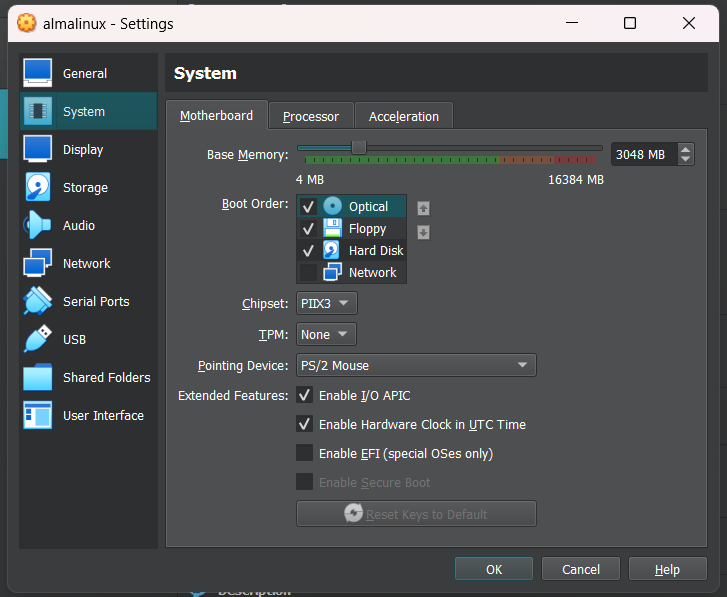 almalinux - Settings
General
System
Display
Storage
Audio
Network
Serial Ports
USB
Shared Folders
User Interface
System
Motherboard Processor Acceleration
Base Memory: 3048 MB
4 MB 16384 MB
Boot Order: Optical
Floppy
Hard Disk
Network
Chipset: PIIX3
TPM: None
Pointing Device: PS/2 Mouse
Extended Features: Enable I/O APIC
Enable Hardware Clock in UTC Time
Enable EFI (special OSes only)
Enable Secure Boot
Reset Keys to Default
OK Cancel Help
Description